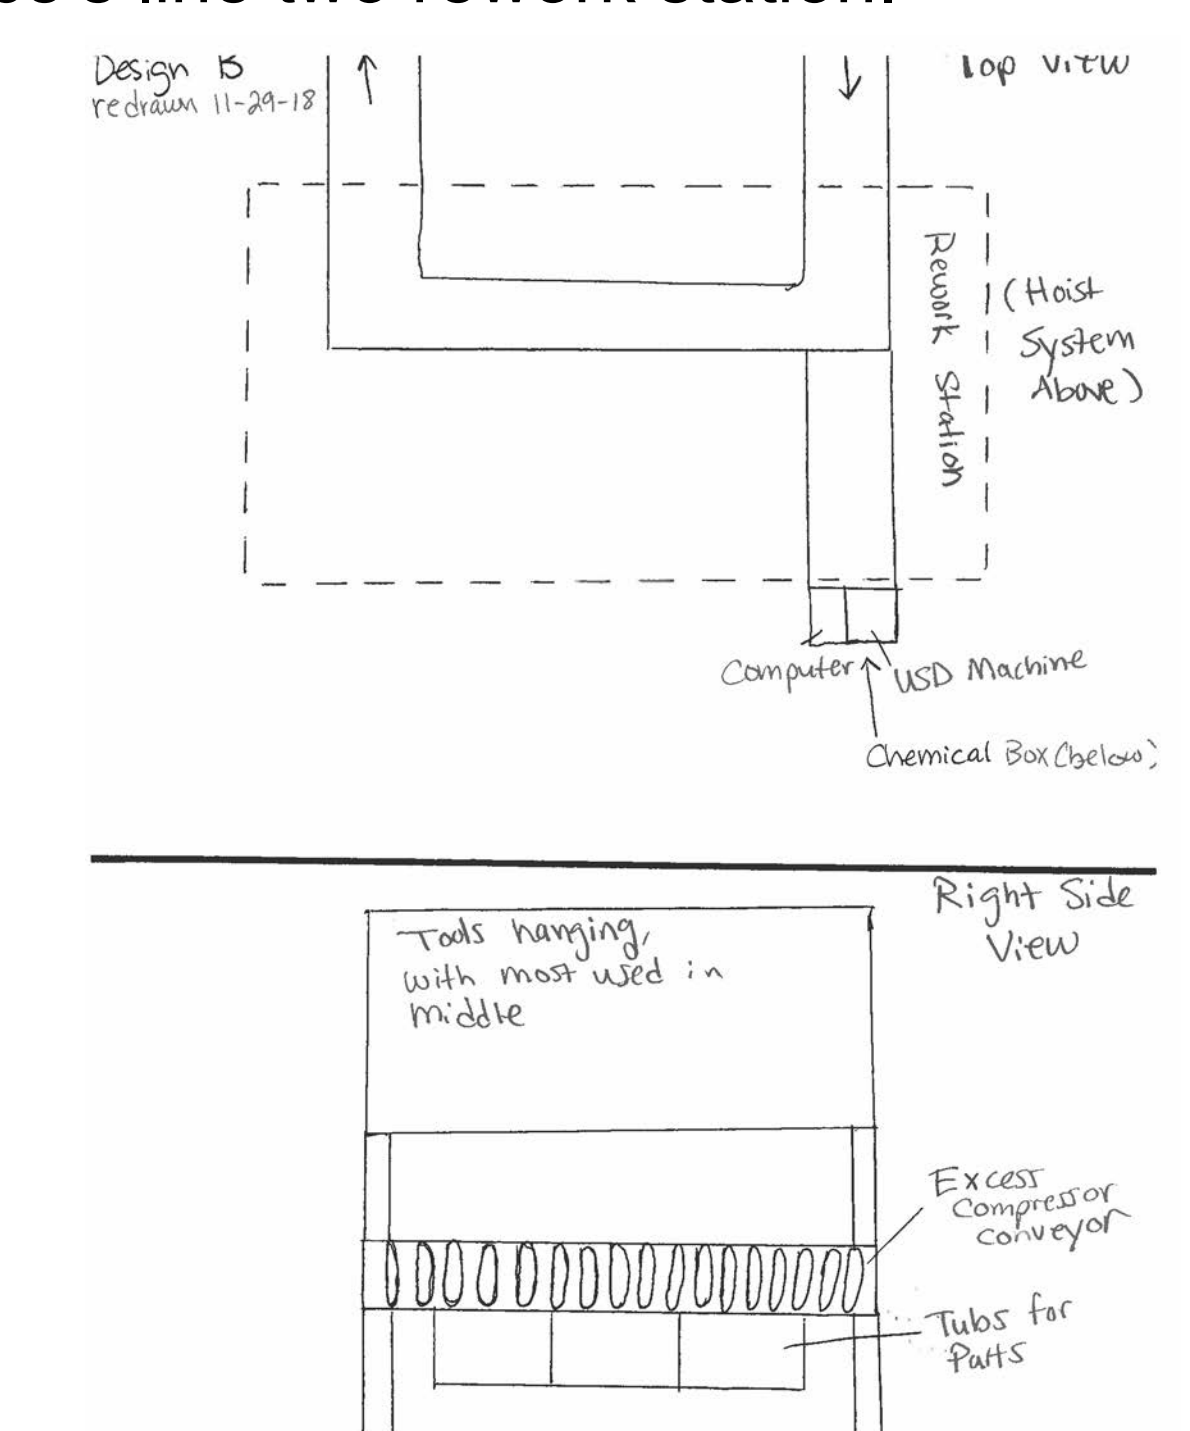 Design B
redrawn 11-29-18
Top View
Rework Station
(Hoist
System
Above)
Computer
USD Machine
Chemical Box (below)
Right Side
View
Tools hanging,
with most used in
middle
Excess
Compressor
Conveyor
Tubs for
Parts